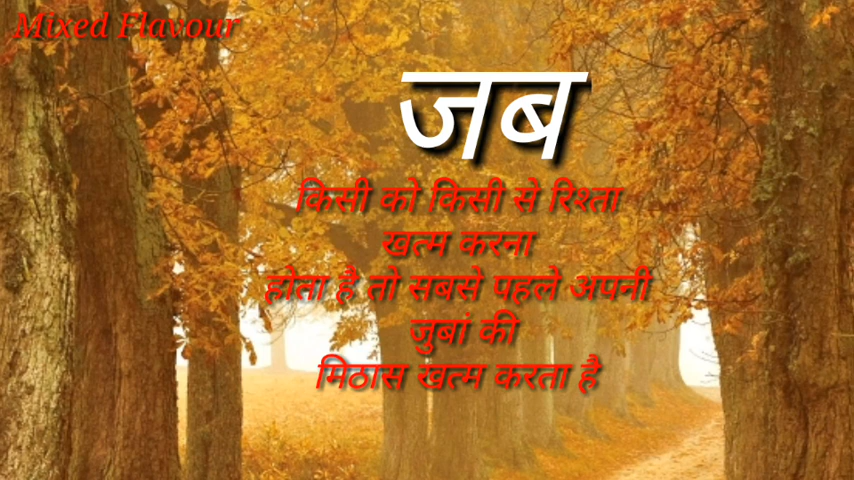 Mixed Flavour
जब
किसी को किसी से रिश्ता
खत्म करना
होता है तो सबसे पहले अपनी
जुबां की
मिठास खत्म करता है